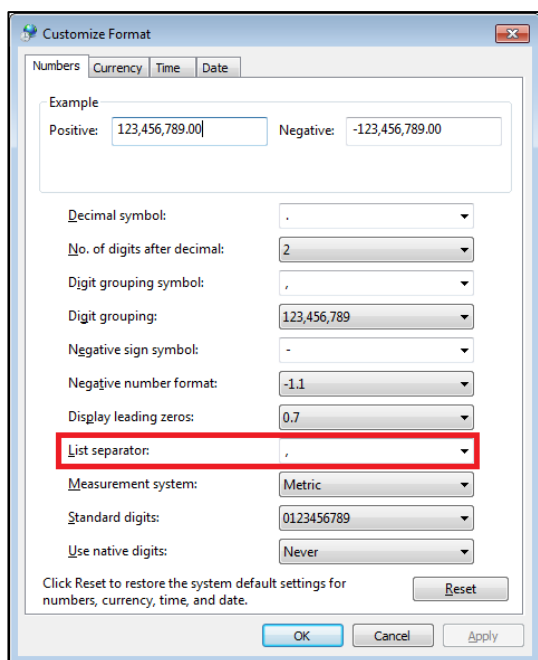 Customize Format
Numbers Currency Time Date
Example
Positive: 123,456,789.00 Negative: -123,456,789.00
Decimal symbol: .
No. of digits after decimal: 2
Digit grouping symbol: ,
Digit grouping: 123,456,789
Negative sign symbol: -
Negative number format: -1.1
Display leading zeros: 0.7
List separator: ,
Measurement system: Metric
Standard digits: 0123456789
Use native digits: Never
Click Reset to restore the system default settings for
numbers, currency, time, and date.
Reset
OK Cancel Apply